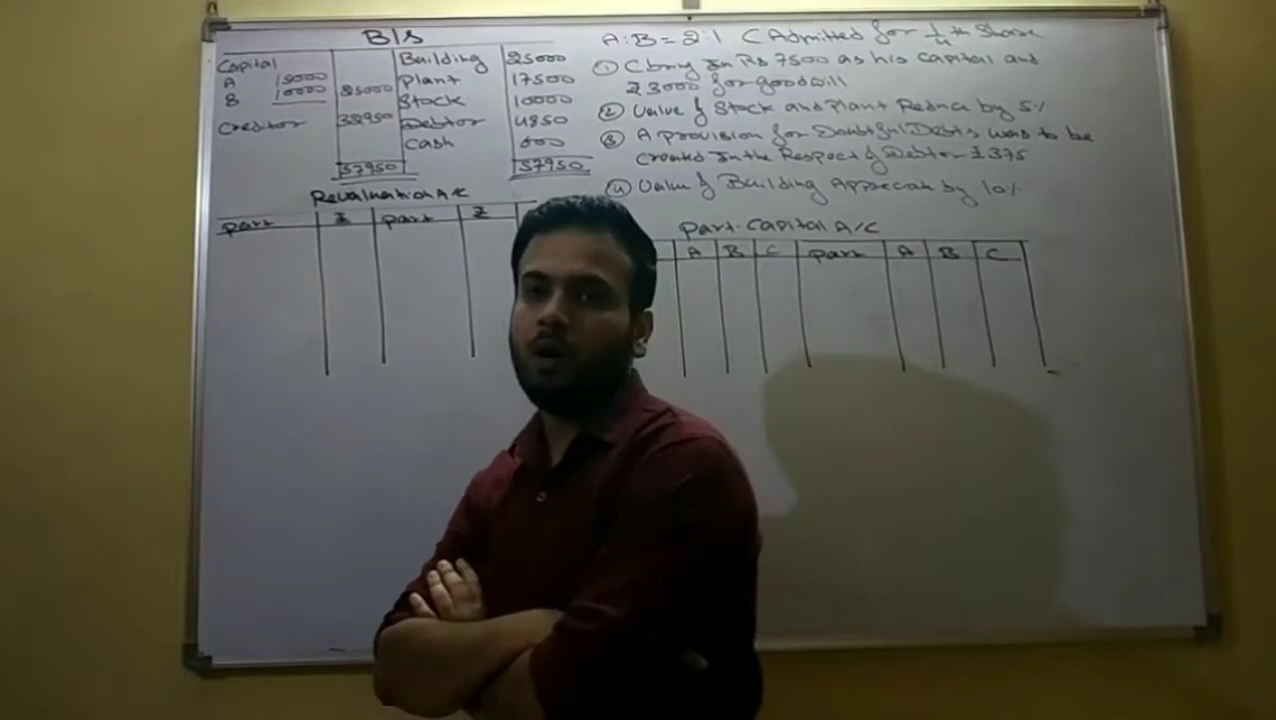 B/S
Capital
A 15000
B 10000 25000
Creditor 32950
57950
Building 25000
Plant 17500
Stock 10000
Debtor 4850
Cash 600
57950
A:B = 2:1 C Admitted for 1/4 th Share
① C bring In Rs 7500 as his Capital and
₹ 3000 for goodwill
② Value of Stock and Plant Reduce by 5%
③ A provision for Doubtful Debts was to be
Created In the Respect of Debtor ₹ 375
④ Value of Building Apprecat by 10%
Revaluation A/c
part ₹ part ₹
Part. Capital A/C
A B C part A B C